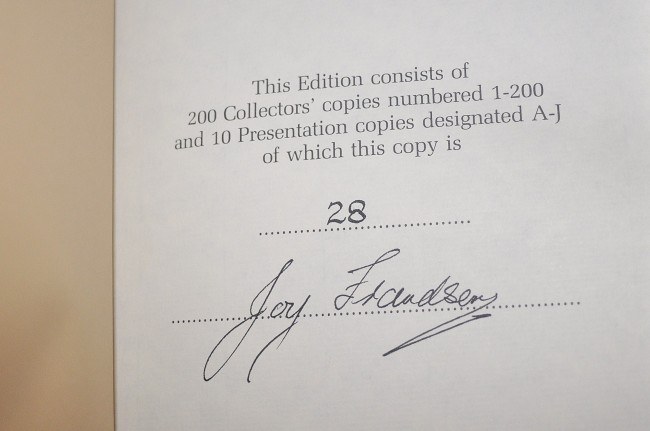 This Edition consists of
200 Collectors' copies numbered 1-200
and 10 Presentation copies designated A-J
of which this copy is
28
Joy Frandsen